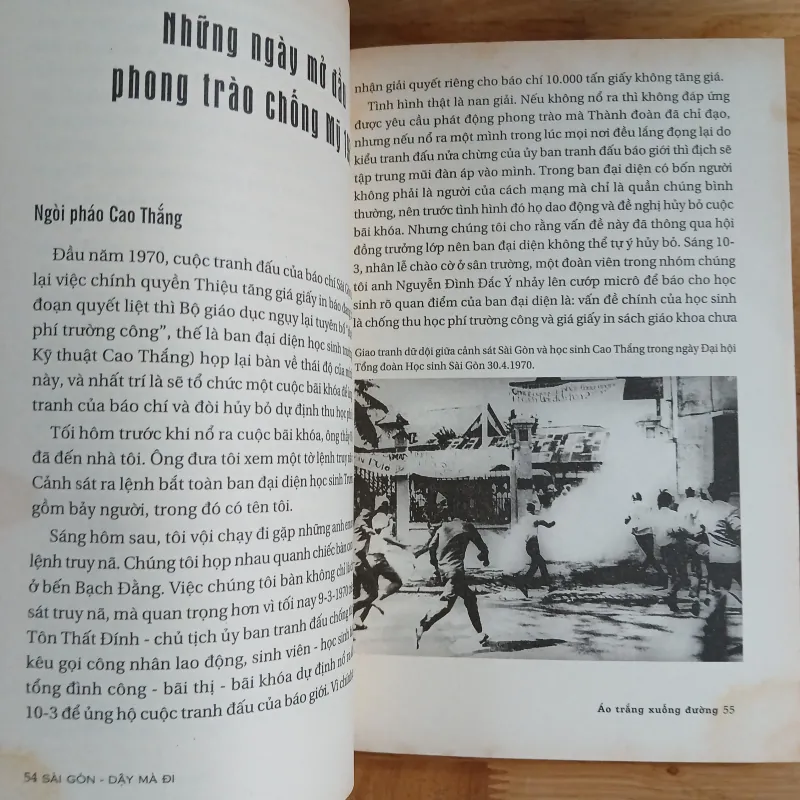 Những ngày mở đầu
phong trào chống Mỹ
Ngòi pháo Cao Thắng
Đầu năm 1970, cuộc tranh đấu của báo chí Sài Gòn
lại việc chính quyền Thiệu tăng giá giấy in báo đang
đoạn quyết liệt thì Bộ giáo dục ngụy lại tuyên bố
phí trường công”, thế là ban đại diện học sinh trường
Kỹ thuật Cao Thắng) họp lại bàn về thái độ của mình
này, và nhất trí là sẽ tổ chức một cuộc bãi khóa để
tranh của báo chí và đòi hủy bỏ dự định thu học phí
Tối hôm trước khi nổ ra cuộc bãi khóa, ông
đã đến nhà tôi. Ông đưa tôi xem một tờ lệnh truy nã
Cảnh sát ra lệnh bắt toàn ban đại diện học sinh
gồm bảy người, trong đó có tên tôi.
Sáng hôm sau, tôi vội chạy đi gặp những anh em
lệnh truy nã. Chúng tôi họp nhau quanh chiếc bàn
ở bến Bạch Đằng. Việc chúng tôi bàn không chỉ
sát truy nã, mà quan trọng hơn vì tối nay 9-3-1970
Tôn Thất Đính - chủ tịch ủy ban tranh đấu chống
kêu gọi công nhân lao động, sinh viên - học sinh
tổng đình công - bãi thị - bãi khóa dự định nổ ra
10-3 để ủng hộ cuộc tranh đấu của báo giới. Vì
54 SÀI GÒN - DẬY MÀ ĐI
nhận giải quyết riêng cho báo chí 10.000 tấn giấy không tăng giá.
Tình hình thật là nan giải. Nếu không nổ ra thì không đáp ứng
được yêu cầu phát động phong trào mà Thành đoàn đã chỉ đạo,
nhưng nếu nổ ra một mình trong lúc mọi nơi đều lắng đọng lại do
kiểu tranh đấu nửa chừng của ủy ban tranh đấu báo giới thì địch sẽ
tập trung mũi dàn áp vào mình. Trong ban đại diện có bốn người
không phải là người của cách mạng mà chỉ là quần chúng bình
thường, nên trước tình hình đó họ dao động và đề nghị hủy bỏ cuộc
bãi khóa. Nhưng chúng tôi cho rằng vấn đề này đã thông qua hội
đồng trưởng lớp nên ban đại diện không thể tự ý hủy bỏ. Sáng 10-
3, nhân lễ chào cờ ở sân trường, một đoàn viên trong nhóm chúng
tôi anh Nguyễn Đình Đắc Ý nhảy lên cướp micrô để báo cho học
sinh rõ quan điểm của ban đại diện là: vấn đề chính của học sinh
là chống thu học phí trường công và giá giấy in sách giáo khoa chưa
Giao tranh dữ dội giữa cảnh sát Sài Gòn và học sinh Cao Thắng trong ngày Đại hội
Tổng đoàn Học sinh Sài Gòn 30.4.1970.
Áo trắng xuống đường 55